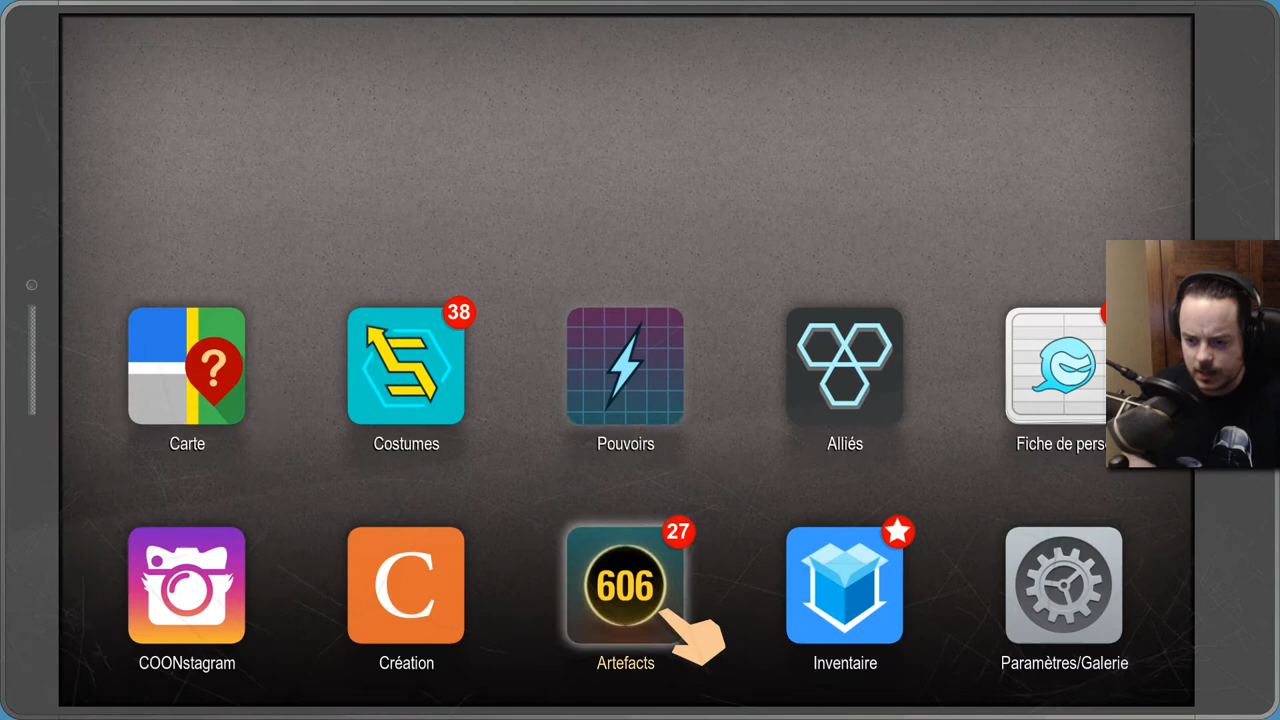 ?
38
Carte
Costumes
Pouvoirs
Alliés
Fiche de pers
C
606
27
COONstagram
Création
Artefacts
Inventaire
Paramètres/Galerie